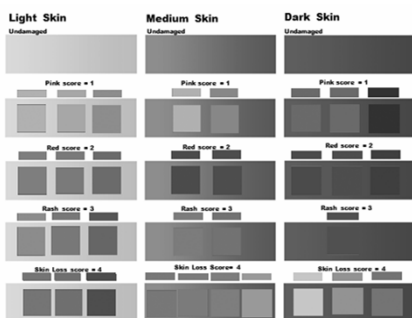 Light Skin
Medium Skin
Dark Skin
Undamaged
Undamaged
Undamaged
Pink score = 1
Pink score = 1
Pink score = 1
Red score = 2
Red score = 2
Red score = 2
Rash score = 3
Rash score = 3
Rash score = 3
Skin Loss score = 4
Skin Loss Score= 4
Skin Loss score = 4